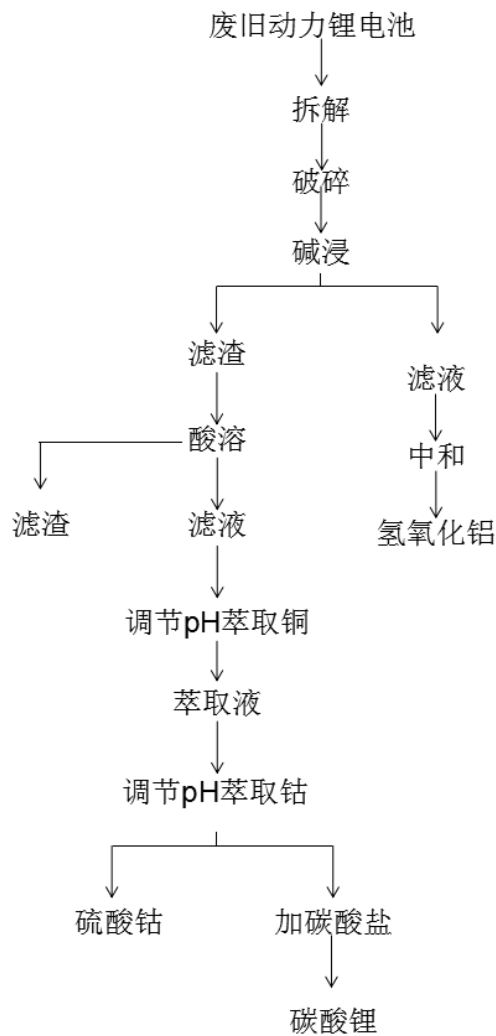 废旧动力锂电池
拆解
破碎
碱浸
滤渣
滤液
酸溶
中和
滤渣
滤液
氢氧化铝
调节pH萃取铜
萃取液
调节pH萃取钴
硫酸钴
加碳酸盐
碳酸锂